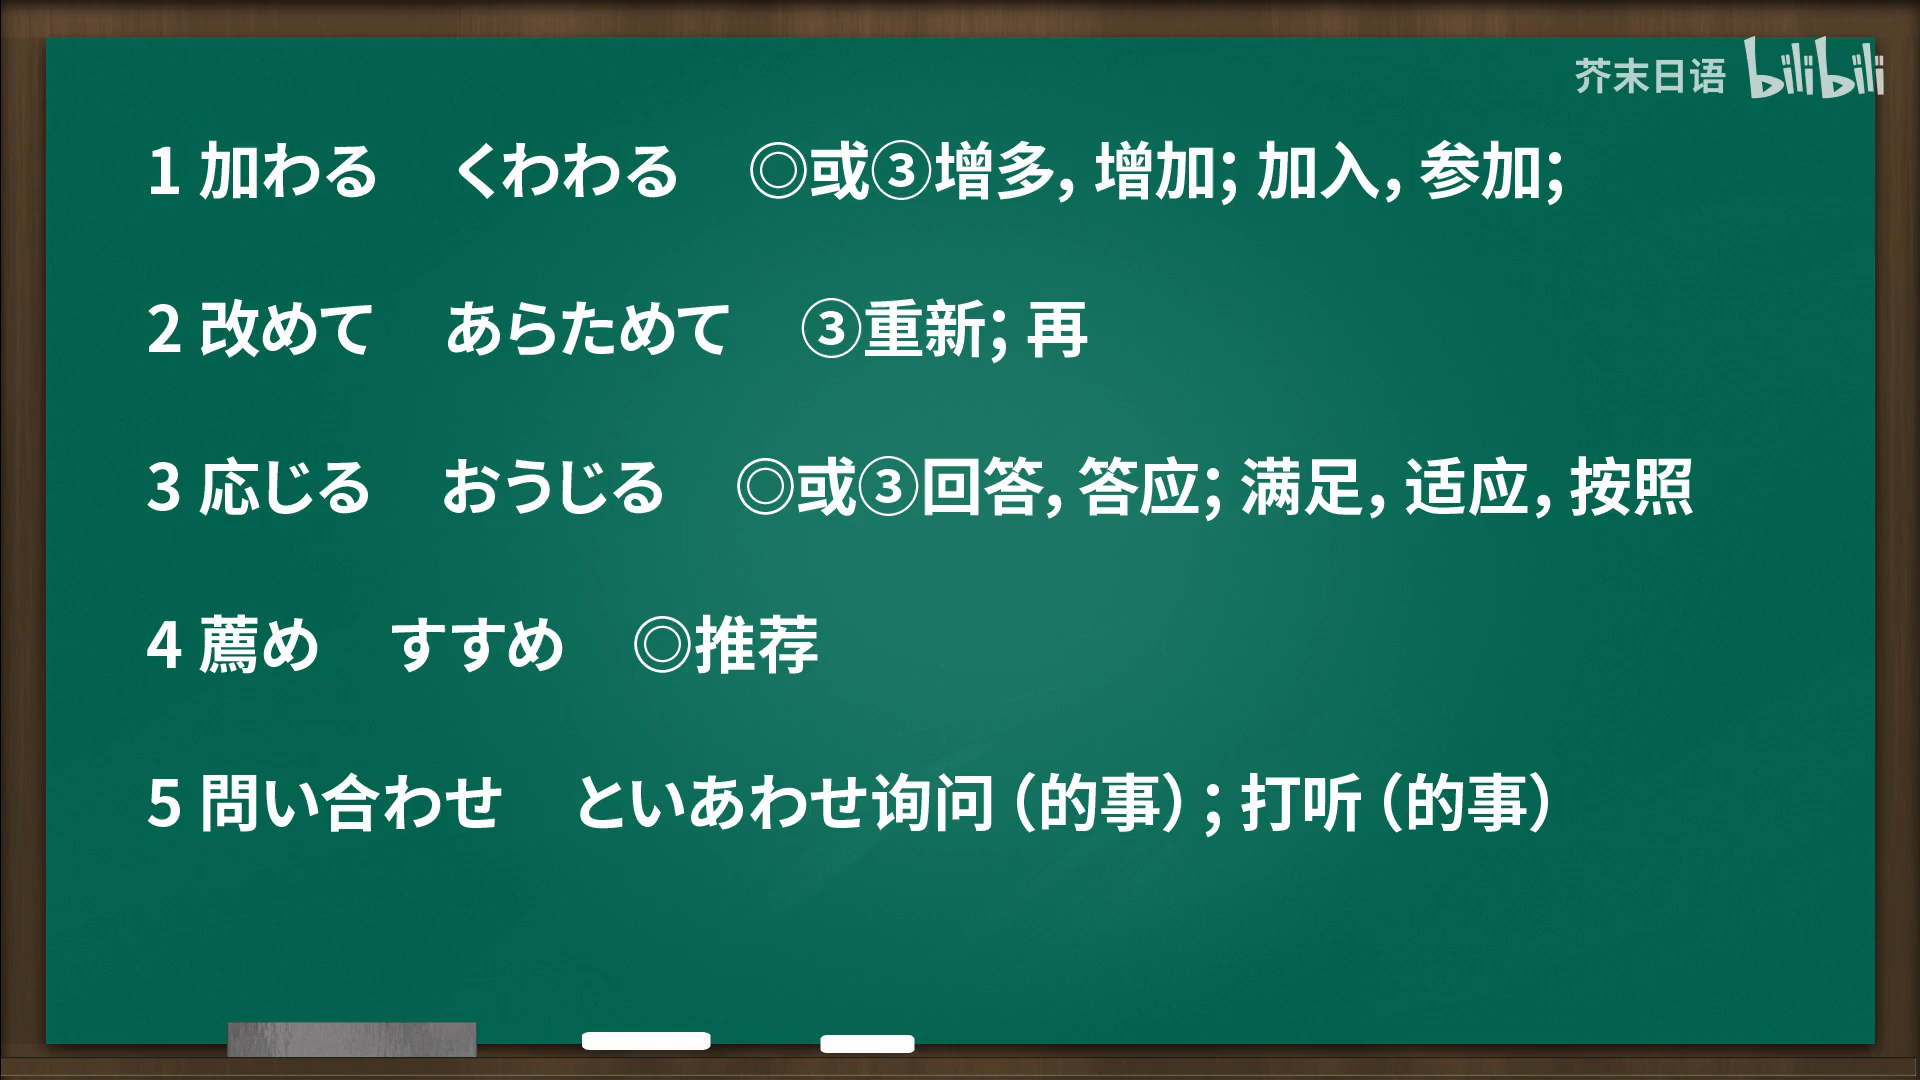 芥末日语 bilibili
1 加わる くわわる ◎或③增多，增加；加入，参加；
2 改めて あらためて ③重新；再
3 応じる おうじる ◎或③回答，答应；满足，适应，按照
4 薦め すすめ ◎推荐
5 問い合わせ といあわせ询问（的事）；打听（的事）